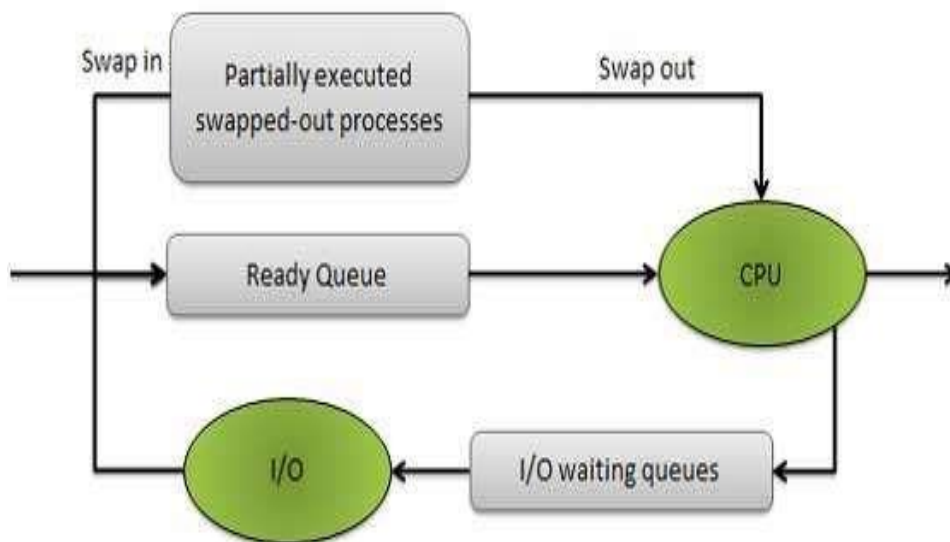 Swap in
Partially executed
swapped-out processes
Swap out
Ready Queue
CPU
I/O
I/O waiting queues